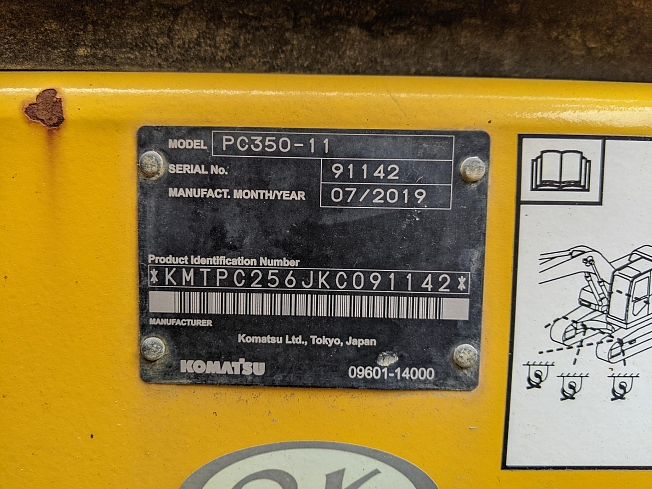 MODEL PC350-11
SERIAL No. 91142
MANUFACT. MONTH/YEAR 07/2019
Product Identification Number
*KMTPC256JKC091142*
MANUFACTURER
Komatsu Ltd., Tokyo, Japan
KOMATSU 09601-14000
OK